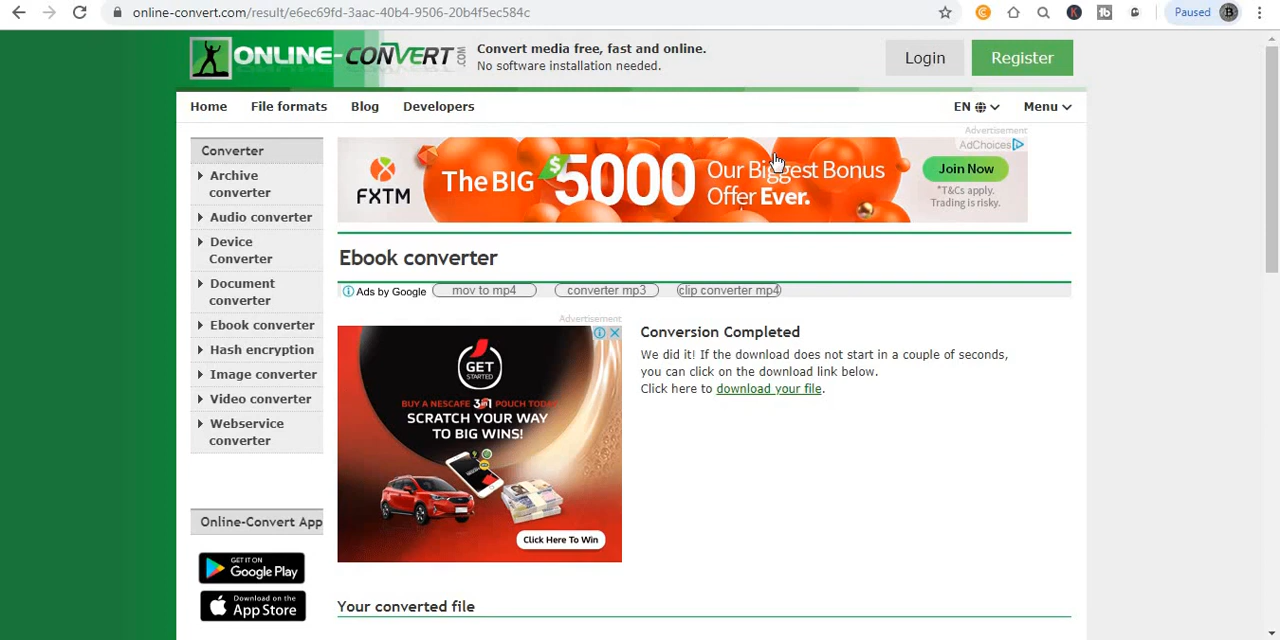 online-convert.com/result/e6ec69fd-3aac-40b4-9506-20b4f5ec584c
Paused
ONLINE-CONVERT.COM
Convert media free, fast and online.
No software installation needed.
Login
Register
Home
File formats
Blog
Developers
EN
Menu
Advertisement
AdChoices
FXTM
The BIG $5000 Our Biggest Bonus
Offer Ever.
Join Now
*T&Cs apply.
Trading is risky.
Converter
Archive
converter
Audio converter
Device
Converter
Document
converter
Ebook converter
Hash encryption
Image converter
Video converter
Webservice
converter
Online-Convert App
GET IT ON
Google Play
Download on the
App Store
Ebook converter
Ads by Google
mov to mp4
converter mp3
clip converter mp4
Advertisement
GET
STARTED
BUY A NESCAFE 3in1 POUCH TODAY
SCRATCH YOUR WAY
TO BIG WINS!
Click Here To Win
Conversion Completed
We did it! If the download does not start in a couple of seconds,
you can click on the download link below.
Click here to download your file.
Your converted file